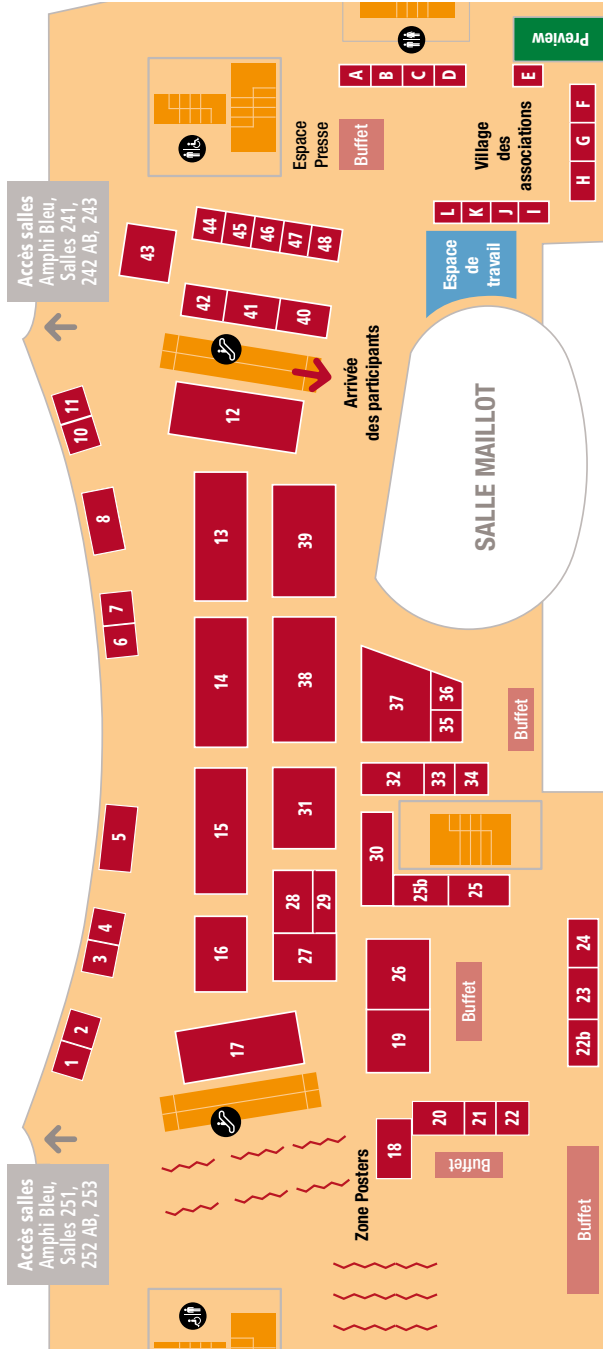 Accès salles
Amphi Bleu,
Salles 251,
252 AB, 253
Accès salles
Amphi Bleu,
Salles 241,
242 AB, 243
1
2
3
4
5
6
7
8
10
11
43
44
45
46
47
48
42
41
40
17
16
15
14
13
12
27
28
29
31
38
39
Arrivée
des participants
Espace
Presse
Buffet
A
B
C
D
E
Preview
Village
des
associations
F
G
H
L
K
J
I
Espace
de
travail
SALLE MAILLOT
Zone Posters
18
19
26
30
25b
25
32
33
34
37
35
36
Buffet
20
21
22
Buffet
Buffet
Buffet
22b
23
24